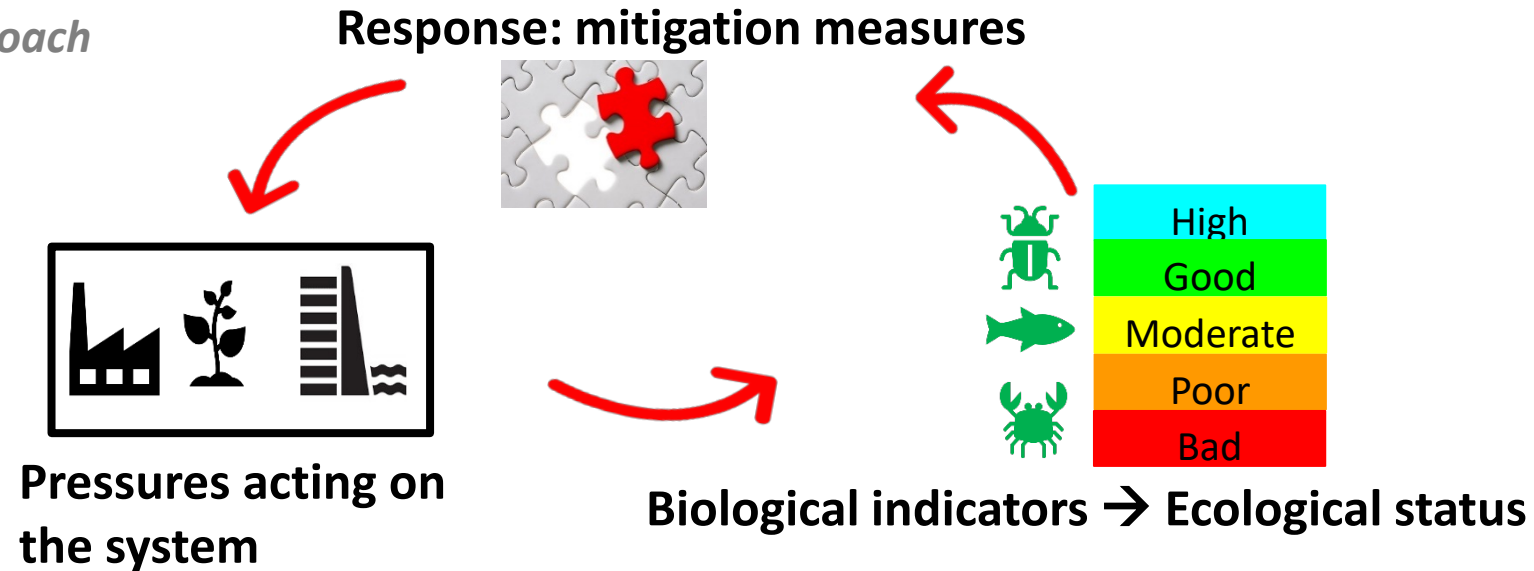 oach
Response: mitigation measures
High
Good
Moderate
Poor
Bad
Pressures acting on
the system
Biological indicators → Ecological status